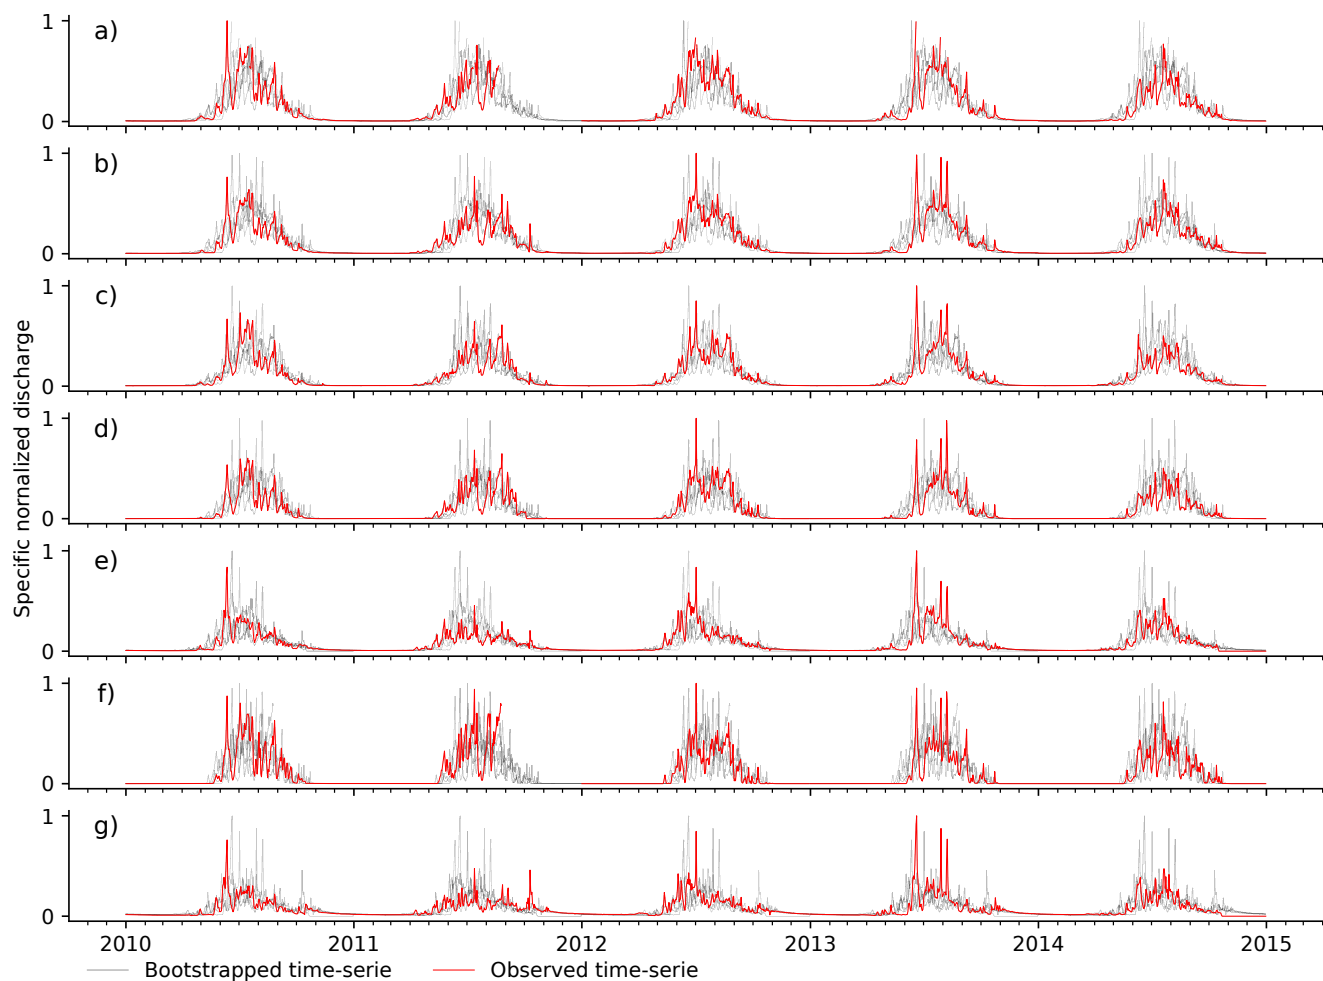 a)
1
0
b)
1
0
c)
1
0
d)
1
0
e)
1
0
f)
1
0
g)
1
0
Specific nornalized discharge
2010 2011 2012 2013 2014 2015
Bootstrapped time-serie Observed time-serie